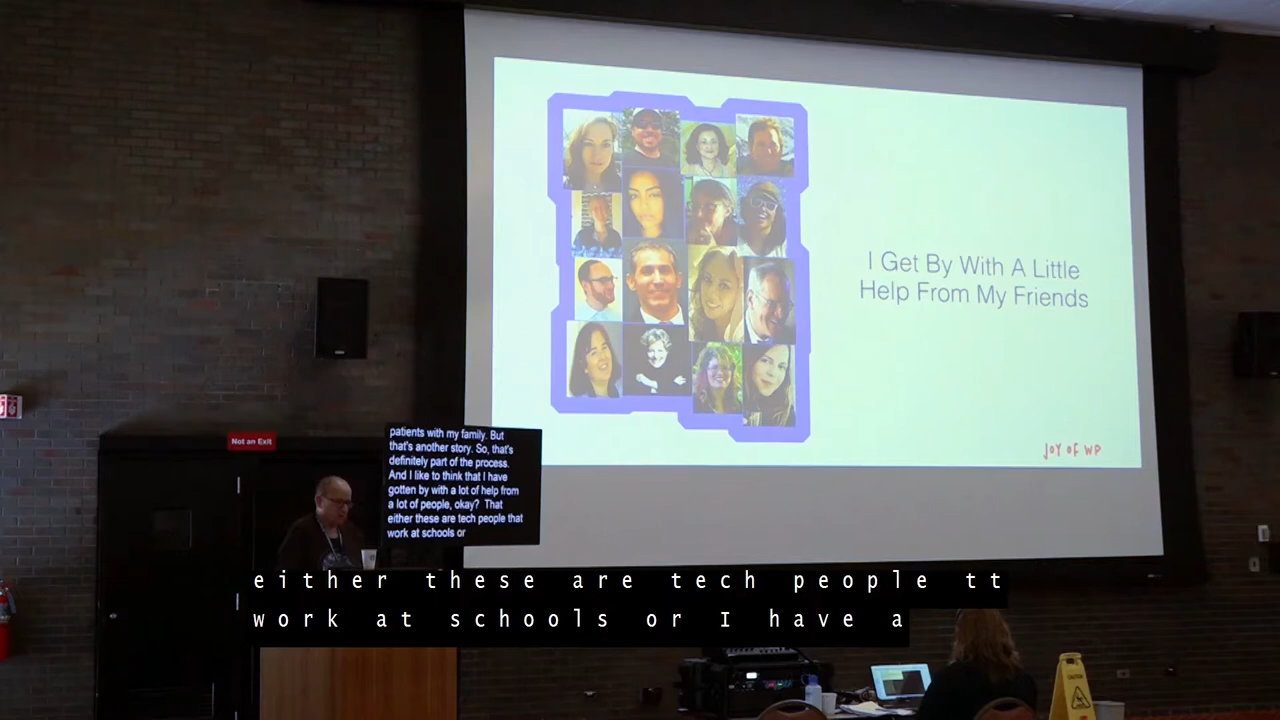 I Get By With A Little
Help From My Friends
JOY OF WP
Not an Exit
patients with my family. But
that's another story. So, that's
definitely part of the process.
And I like to think that I have
gotten by with a lot of help from
a lot of people, okay? That
either these are tech people that
work at schools or
either these are tech people tt
work at schools or I have a
CAUTION